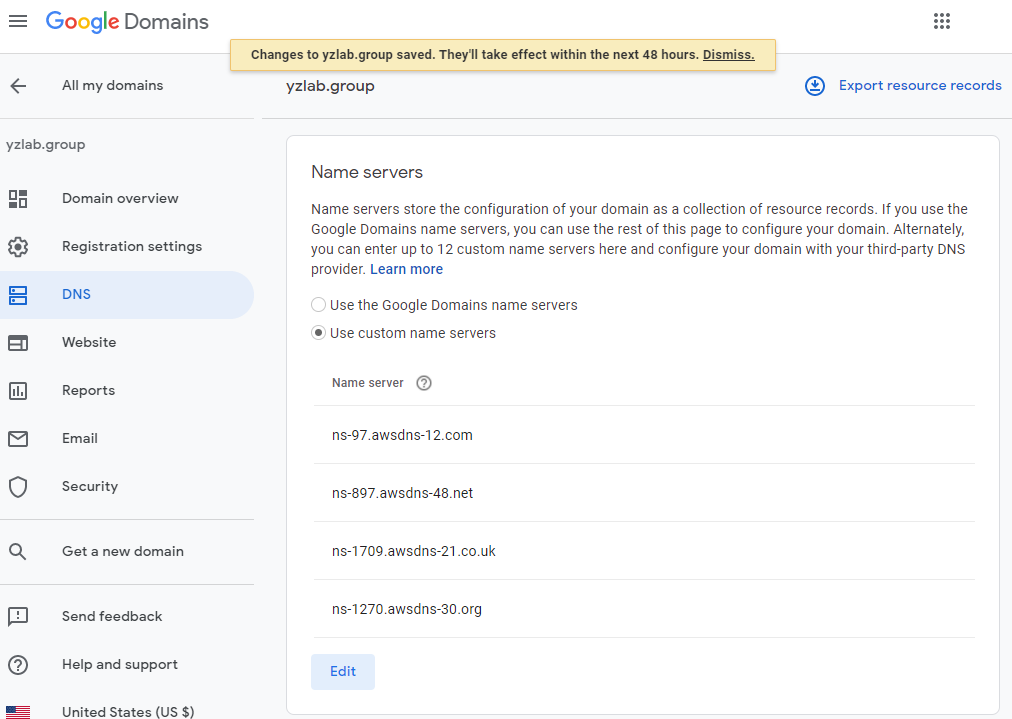 Google Domains
Changes to yzlab.group saved. They'll take effect within the next 48 hours. Dismiss.
All my domains
yzlab.group
Export resource records
yzlab.group
Domain overview
Registration settings
DNS
Website
Reports
Email
Security
Get a new domain
Send feedback
Help and support
United States (US $)
Name servers
Name servers store the configuration of your domain as a collection of resource records. If you use the
Google Domains name servers, you can use the rest of this page to configure your domain. Alternately,
you can enter up to 12 custom name servers here and configure your domain with your third-party DNS
provider. Learn more
Use the Google Domains name servers
Use custom name servers
Name server
ns-97.awsdns-12.com
ns-897.awsdns-48.net
ns-1709.awsdns-21.co.uk
ns-1270.awsdns-30.org
Edit